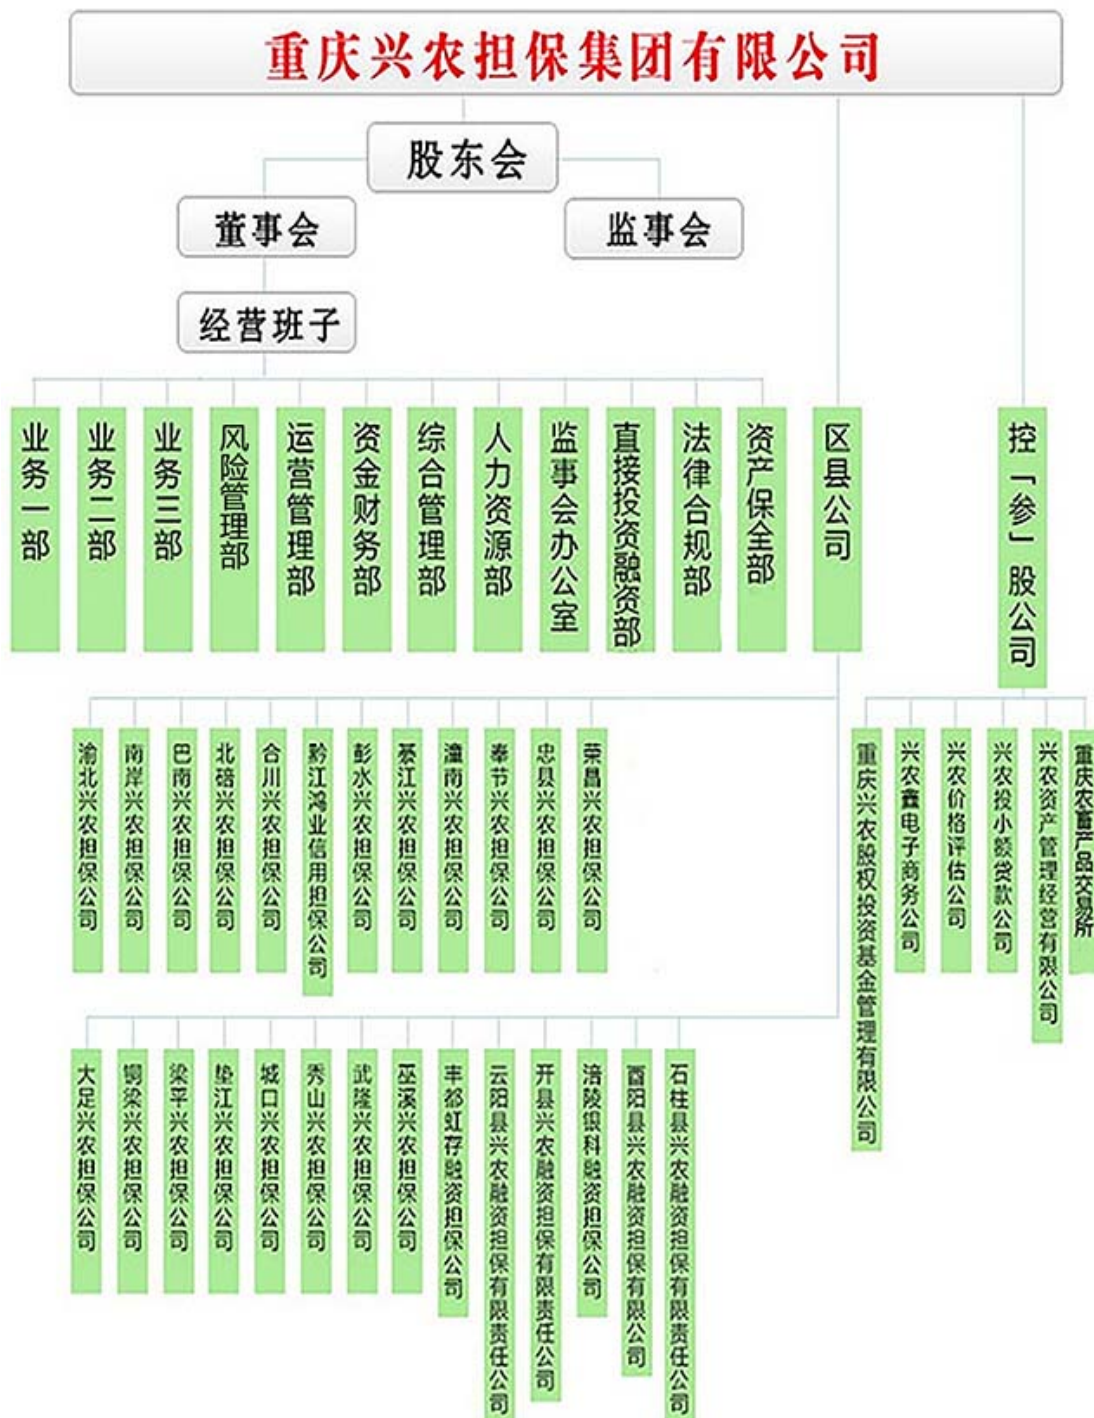 重庆兴农担保集团有限公司
股东会
董事会
监事会
经营班子
业务一部
业务二部
业务三部
风险管理部
运营管理部
资金财务部
综合管理部
人力资源部
监事会办公室
直接投资融资部
法律合规部
资产保全部
区县公司
控「参」股公司
渝北兴农担保公司
南岸兴农担保公司
巴南兴农担保公司
北碚兴农担保公司
合川兴农担保公司
黔江鸿业信用担保公司
彭水兴农担保公司
綦江兴农担保公司
潼南兴农担保公司
奉节兴农担保公司
忠县兴农担保公司
荣昌兴农担保公司
重庆兴农股权投资基金管理有限公司
兴农鑫电子商务公司
兴农价格评估公司
兴农投小额贷款公司
兴农资产管理经营有限公司
重庆农畜产品交易所
大足兴农担保公司
铜梁兴农担保公司
梁平兴农担保公司
垫江兴农担保公司
城口兴农担保公司
秀山兴农担保公司
武隆兴农担保公司
巫溪兴农担保公司
丰都虹存融资担保公司
云阳县兴农融资担保有限责任公司
开县兴农融资担保有限责任公司
涪陵银科融资担保公司
酉阳县兴农融资担保有限公司
石柱县兴农融资担保有限责任公司